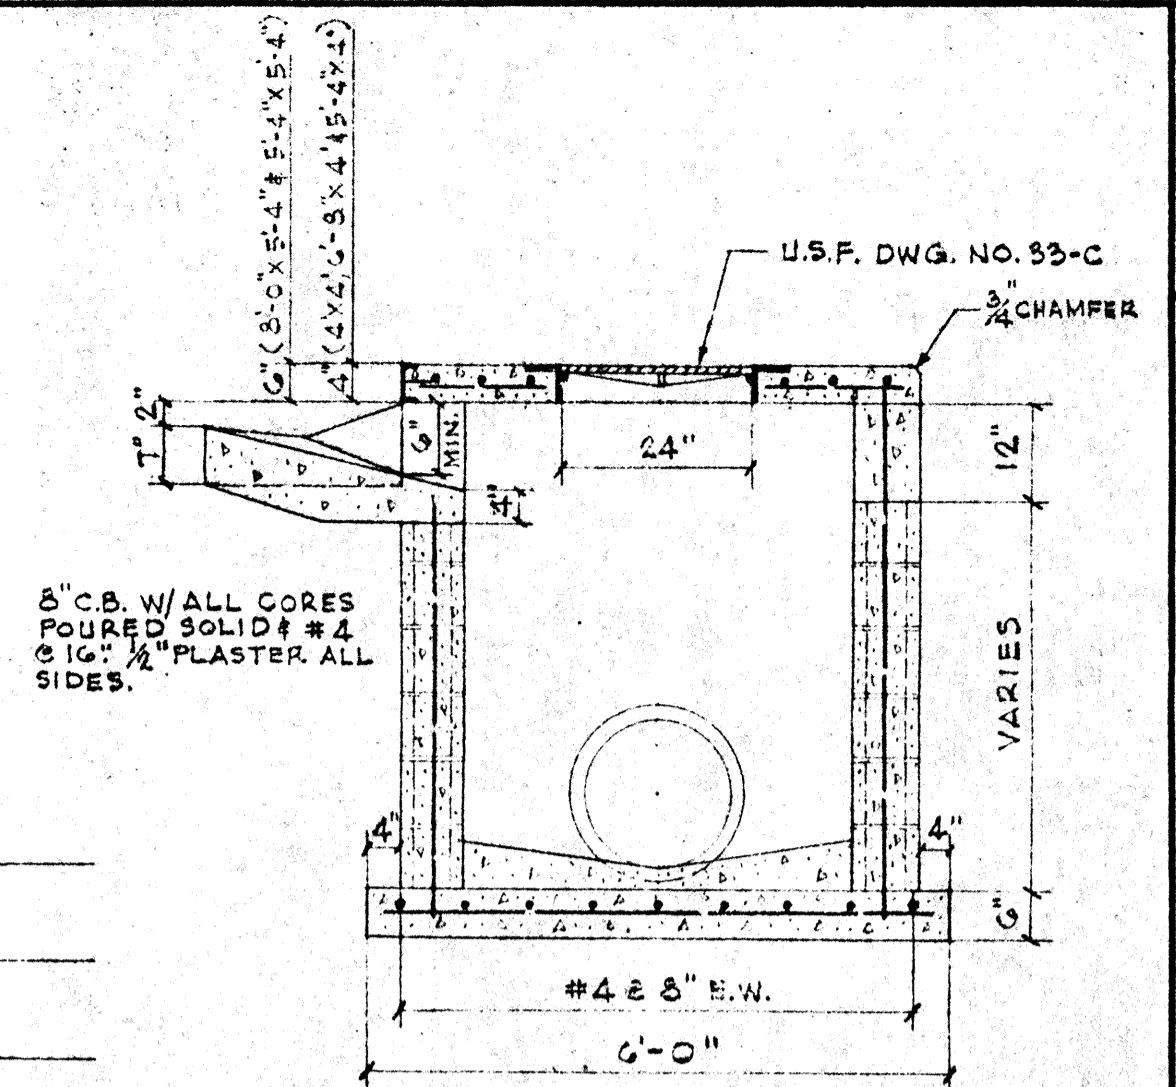 6" (8'-0" X 5'-4" & 5'-4" X 5'-4")
4" (4'X4', 6'-8" X 4' & 5'-4" X 4')
U.S.F. DWG. NO. 33-C
3/4" CHAMFER
2"
7"
6"
MIN.
24"
12"
4"
8" C.B. W/ ALL CORES
POURED SOLID & #4
@ 16". 1/2" PLASTER ALL
SIDES.
VARIES
4"
4"
6"
#4 @ 8" E.W.
6'-0"